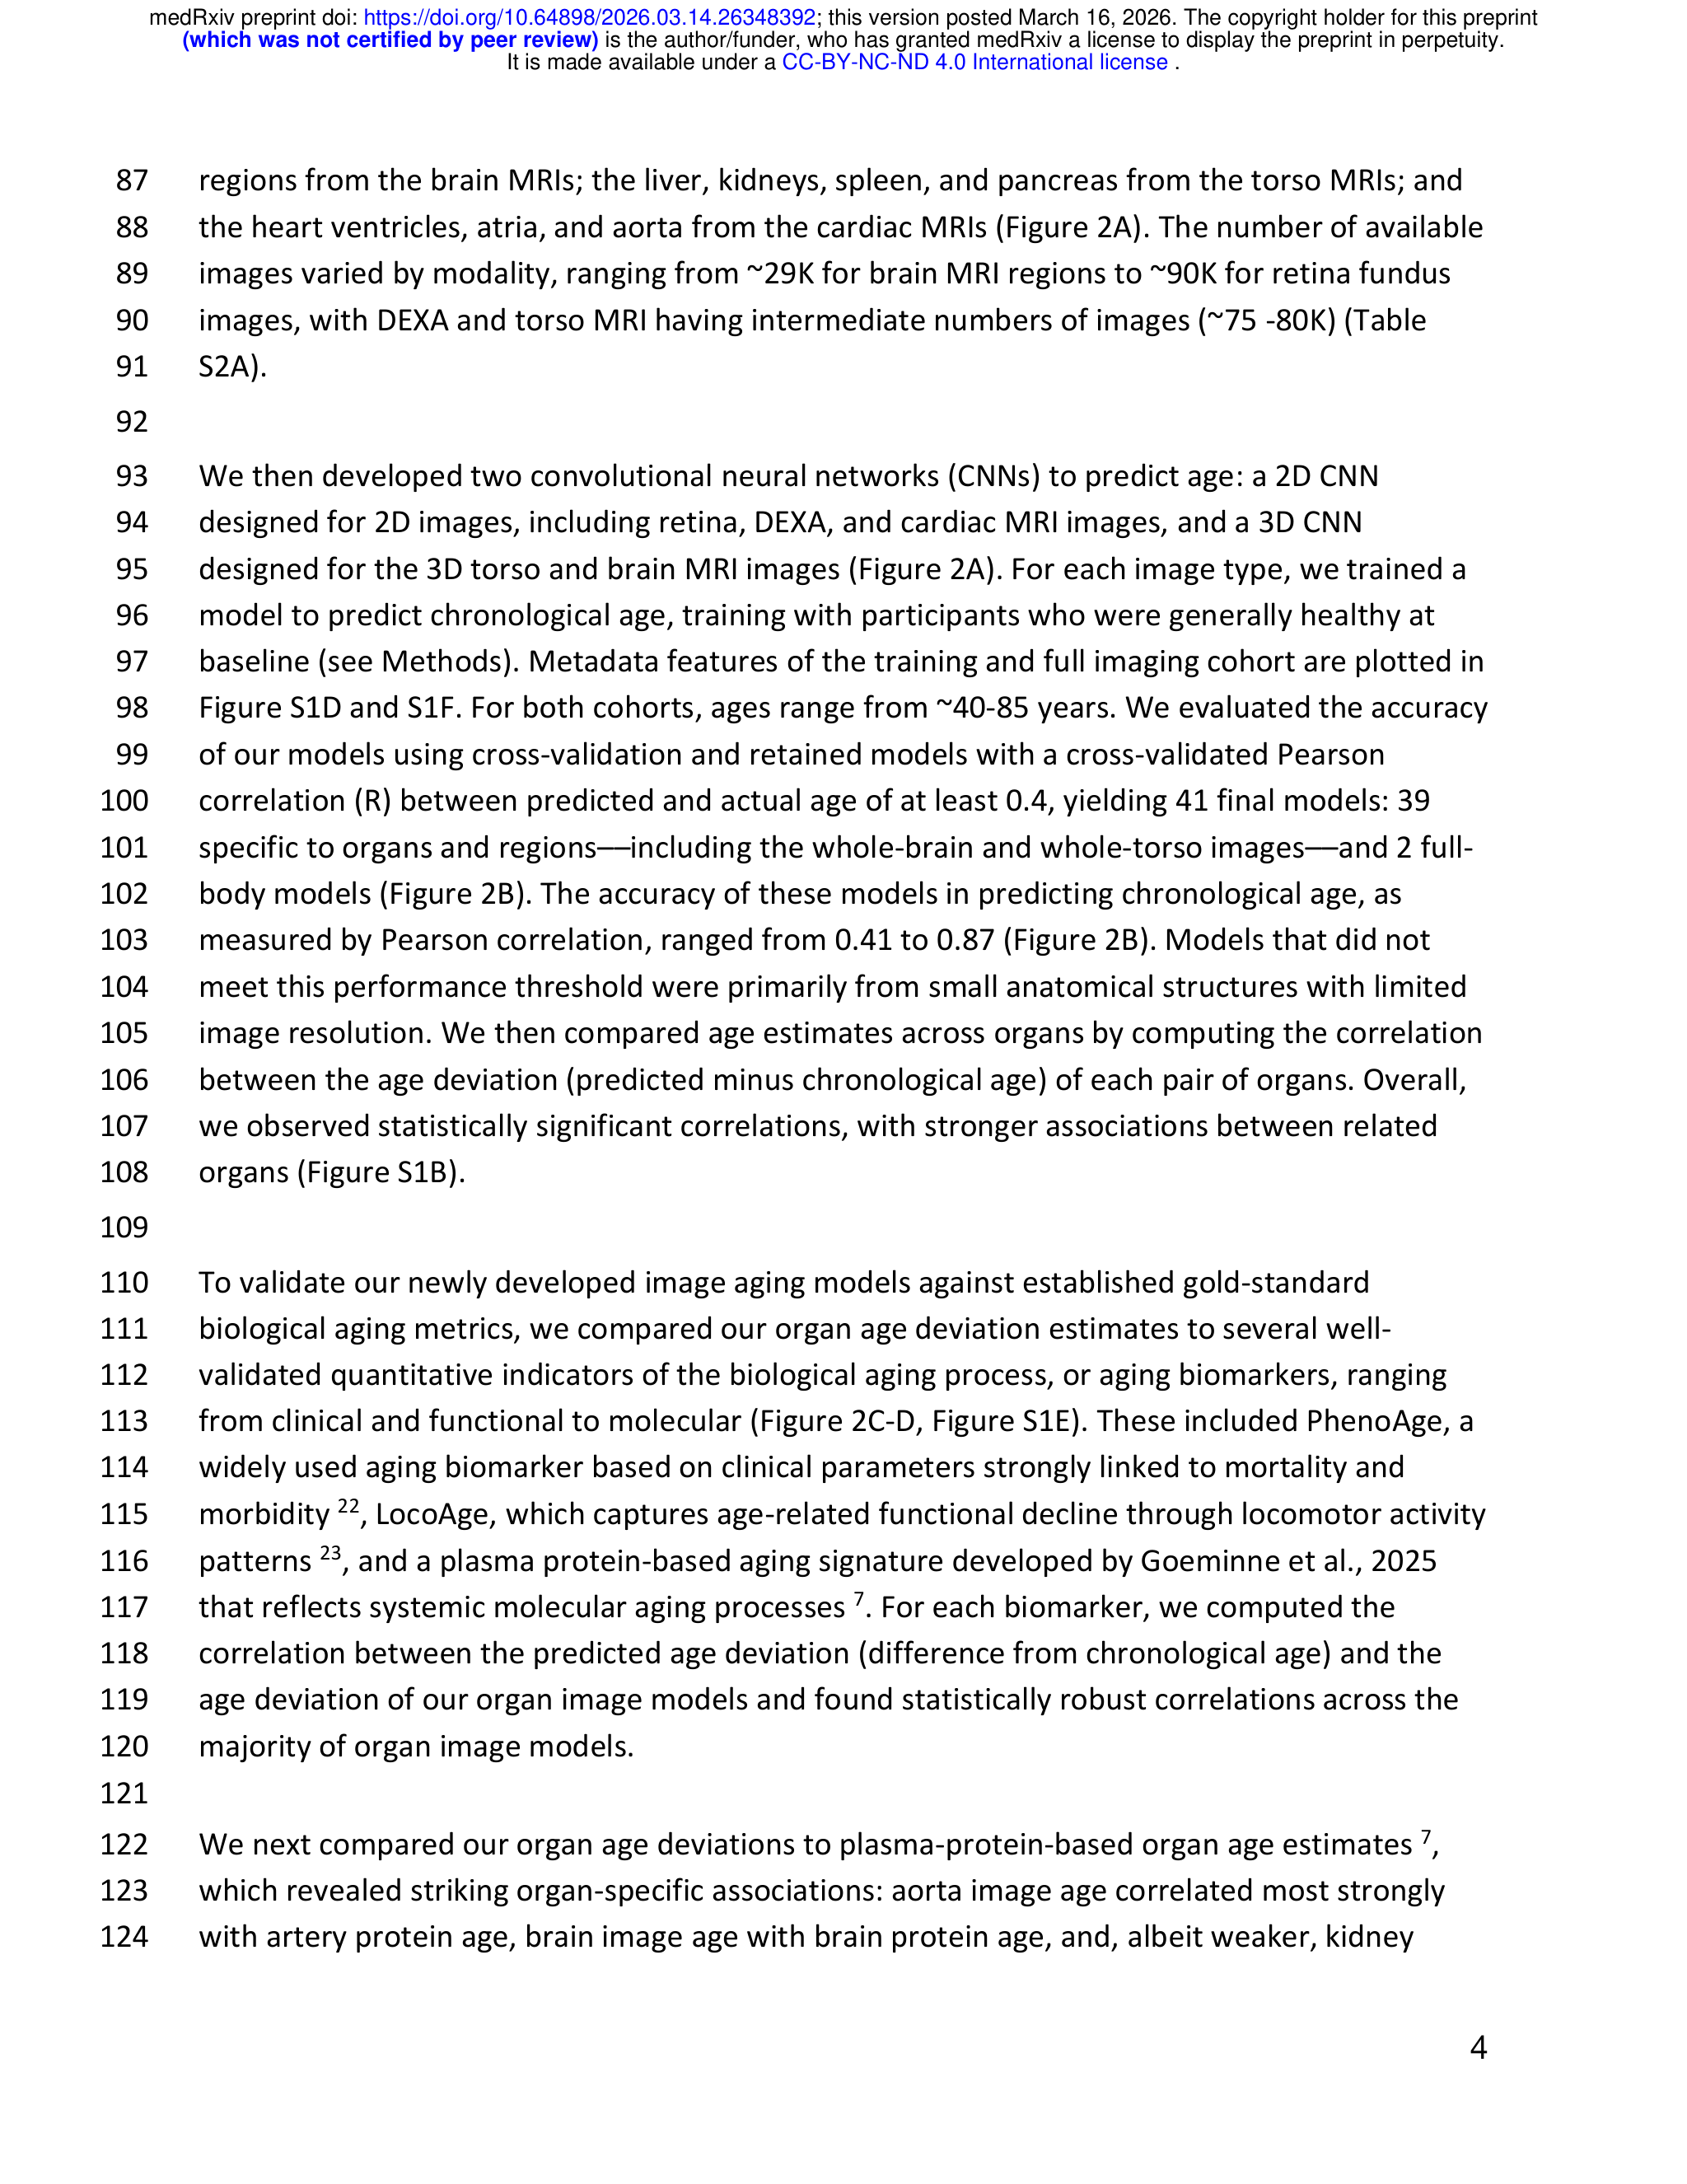 medRxiv preprint doi: https://doi.org/10.64898/2026.03.14.26348392; this version posted March 16, 2026. The copyright holder for this preprint
(which was not certified by peer review) is the author/funder, who has granted medRxiv a license to display the preprint in perpetuity.
It is made available under a CC-BY-NC-ND 4.0 International license .
87 regions from the brain MRIs; the liver, kidneys, spleen, and pancreas from the torso MRIs; and
88 the heart ventricles, atria, and aorta from the cardiac MRIs (Figure 2A). The number of available
89 images varied by modality, ranging from ~29K for brain MRI regions to ~90K for retina fundus
90 images, with DEXA and torso MRI having intermediate numbers of images (~75 -80K) (Table
91 S2A).
92
93 We then developed two convolutional neural networks (CNNs) to predict age: a 2D CNN
94 designed for 2D images, including retina, DEXA, and cardiac MRI images, and a 3D CNN
95 designed for the 3D torso and brain MRI images (Figure 2A). For each image type, we trained a
96 model to predict chronological age, training with participants who were generally healthy at
97 baseline (see Methods). Metadata features of the training and full imaging cohort are plotted in
98 Figure S1D and S1F. For both cohorts, ages range from ~40-85 years. We evaluated the accuracy
99 of our models using cross-validation and retained models with a cross-validated Pearson
100 correlation (R) between predicted and actual age of at least 0.4, yielding 41 final models: 39
101 specific to organs and regions––including the whole-brain and whole-torso images––and 2 full-
102 body models (Figure 2B). The accuracy of these models in predicting chronological age, as
103 measured by Pearson correlation, ranged from 0.41 to 0.87 (Figure 2B). Models that did not
104 meet this performance threshold were primarily from small anatomical structures with limited
105 image resolution. We then compared age estimates across organs by computing the correlation
106 between the age deviation (predicted minus chronological age) of each pair of organs. Overall,
107 we observed statistically significant correlations, with stronger associations between related
108 organs (Figure S1B).
109
110 To validate our newly developed image aging models against established gold-standard
111 biological aging metrics, we compared our organ age deviation estimates to several well-
112 validated quantitative indicators of the biological aging process, or aging biomarkers, ranging
113 from clinical and functional to molecular (Figure 2C-D, Figure S1E). These included PhenoAge, a
114 widely used aging biomarker based on clinical parameters strongly linked to mortality and
115 morbidity 22, LocoAge, which captures age-related functional decline through locomotor activity
116 patterns 23, and a plasma protein-based aging signature developed by Goeminne et al., 2025
117 that reflects systemic molecular aging processes 7. For each biomarker, we computed the
118 correlation between the predicted age deviation (difference from chronological age) and the
119 age deviation of our organ image models and found statistically robust correlations across the
120 majority of organ image models.
121
122 We next compared our organ age deviations to plasma-protein-based organ age estimates 7,
123 which revealed striking organ-specific associations: aorta image age correlated most strongly
124 with artery protein age, brain image age with brain protein age, and, albeit weaker, kidney
4